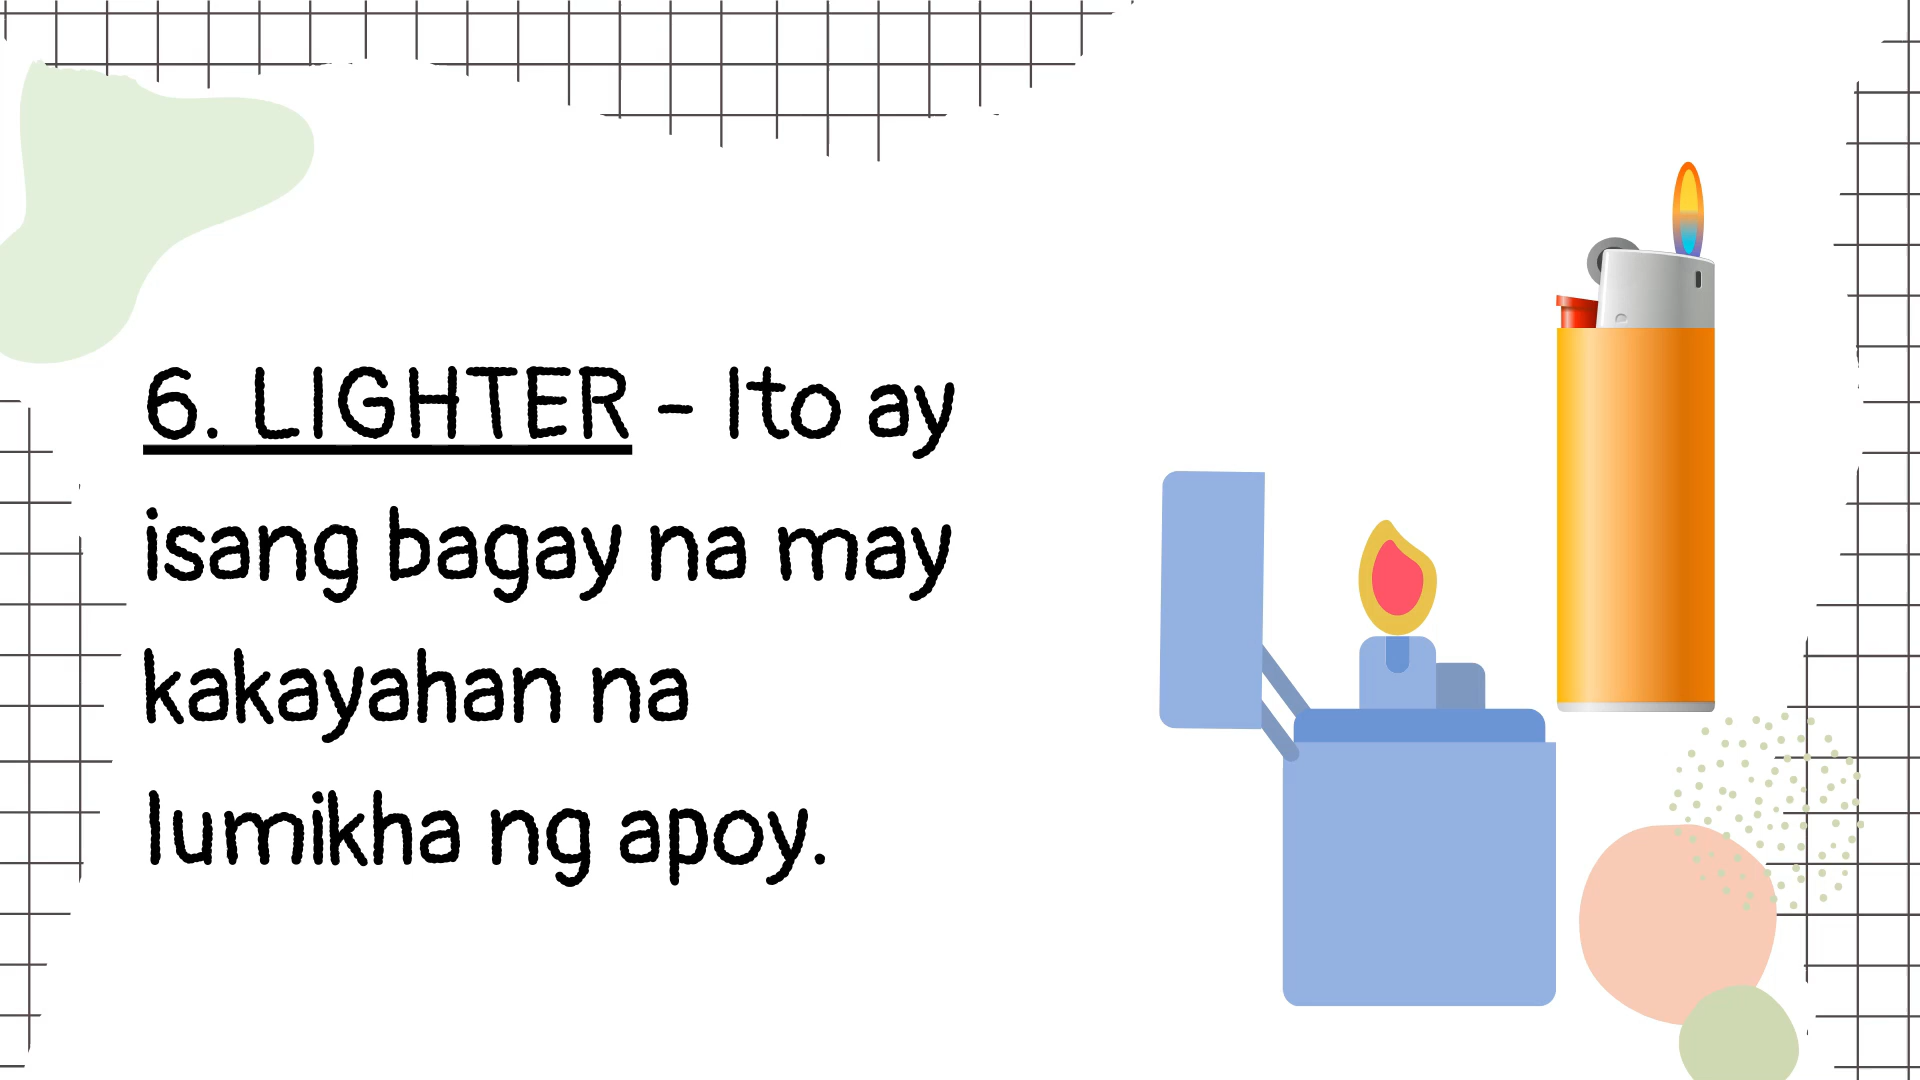 6. LIGHTER - Ito ay
isang bagay na may
kakayahan na
lumikha ng apoy.